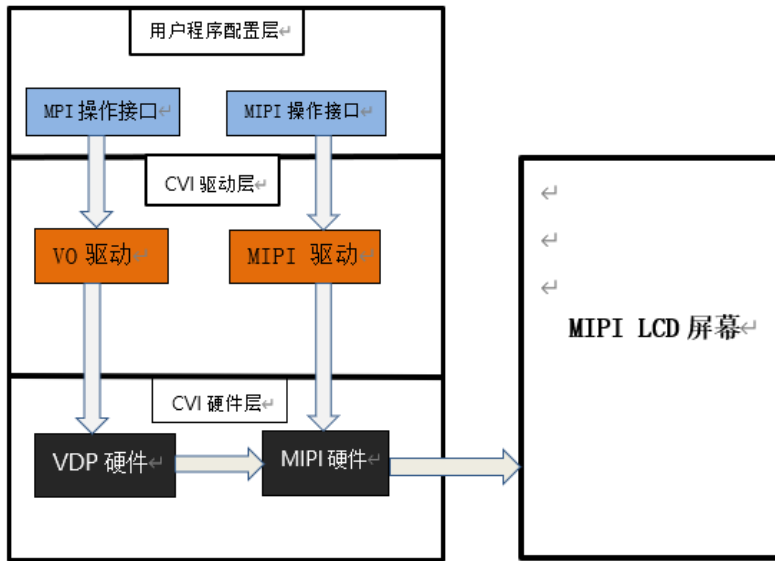 用户程序配置层↵
MPI 操作接口↵
MIPI 操作接口↵
CVI 驱动层↵
VO 驱动↵
MIPI 驱动↵
↵
↵
↵
MIPI LCD 屏幕↵
CVI 硬件层↵
VDP 硬件↵
MIPI 硬件↵